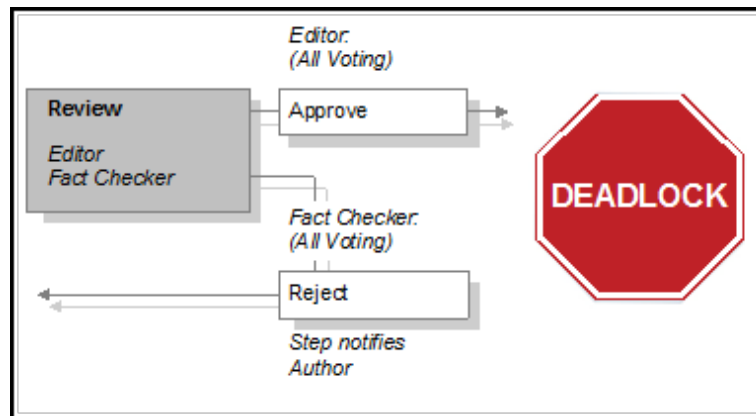 Editor:
(All Voting)
Review
Approve
Editor
Fact Checker
DEADLOCK
Fact Checker:
(All Voting)
Reject
Step notifies
Author